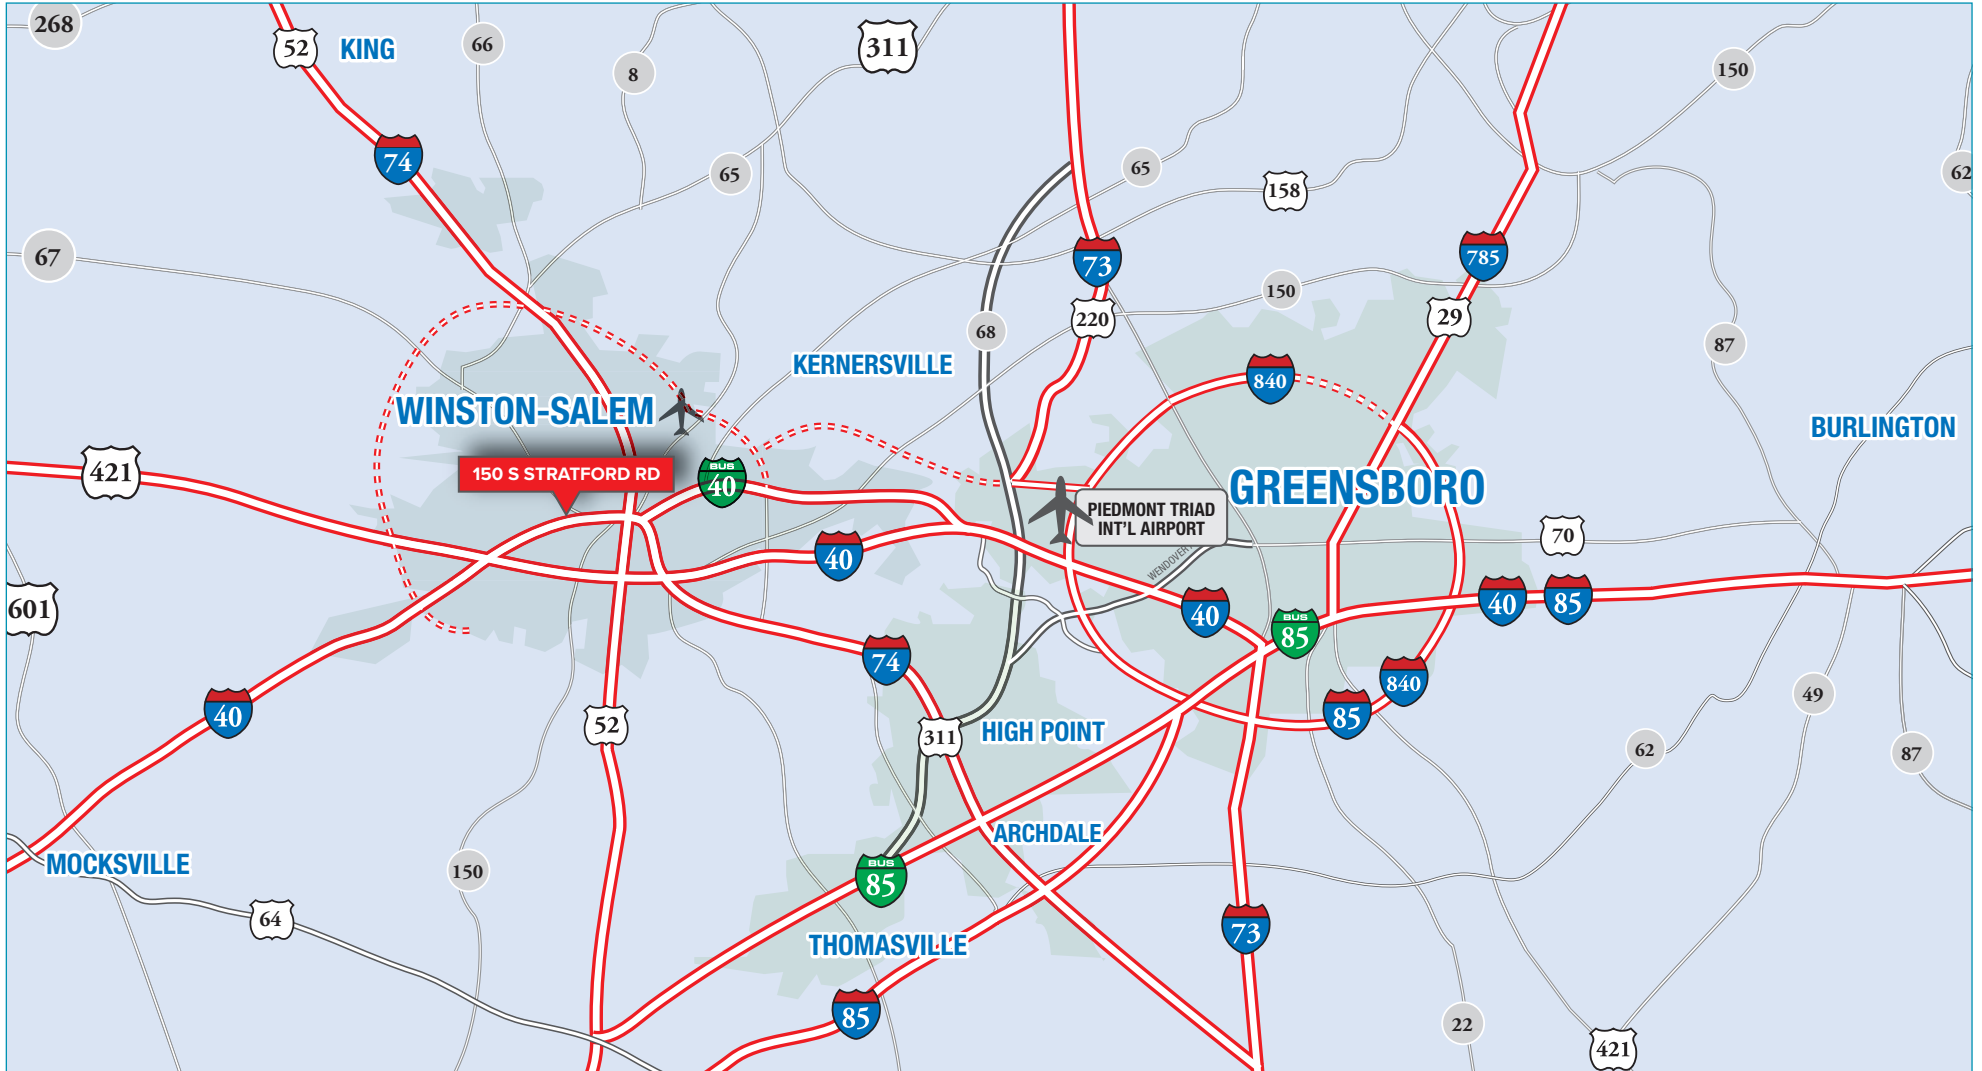 268
52
KING
66
8
311
150
74
65
65
158
62
67
73
785
150
220
29
68
87
KERNERSVILLE
840
WINSTON-SALEM
BURLINGTON
421
150 S STRATFORD RD
BUS
40
GREENSBORO
PIEDMONT TRIAD
INT'L AIRPORT
70
40
WENDOVER
601
40
40
85
BUS
85
74
840
40
52
85
49
311
HIGH POINT
62
87
ARCHDALE
MOCKSVILLE
150
BUS
85
64
73
THOMASVILLE
85
22
421